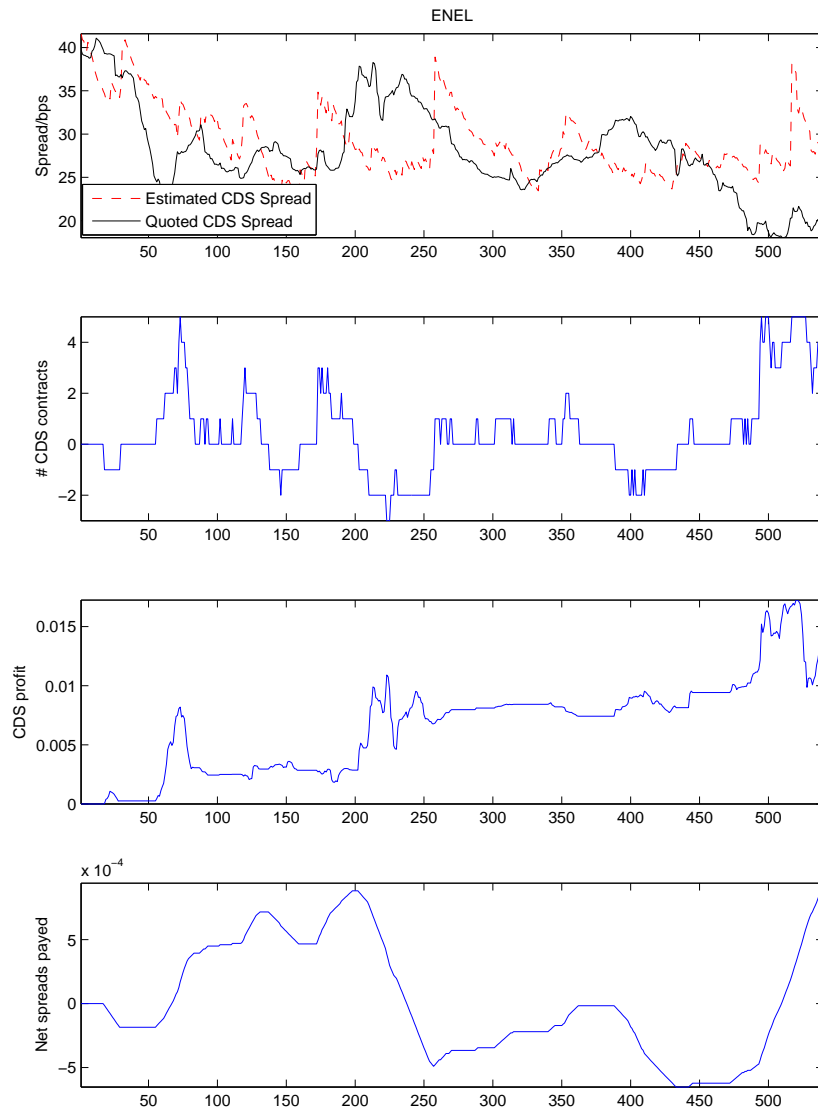 ENEL
Spread/bps
40
35
30
25
20
Estimated CDS Spread
Quoted CDS Spread
50 100 150 200 250 300 350 400 450 500
# CDS contracts
4
2
0
−2
50 100 150 200 250 300 350 400 450 500
CDS profit
0.015
0.01
0.005
0
50 100 150 200 250 300 350 400 450 500
x 10−4
Net spreads payed
5
0
−5
50 100 150 200 250 300 350 400 450 500